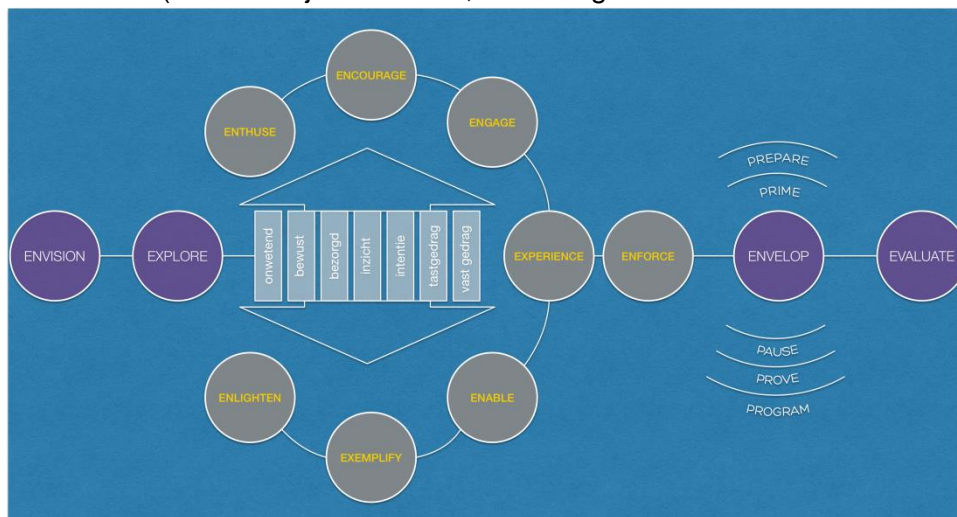 ENCOURAGE
ENTHUSE
ENGAGE
PREPARE
PRIME
ENVISION
EXPLORE
onwetend
bewust
bezorgd
inzicht
intentie
tastgedrag
vast gedrag
EXPERIENCE
ENFORCE
ENVELOP
EVALUATE
PAUSE
PROVE
PROGRAM
ENLIGHTEN
ENABLE
EXEMPLIFY